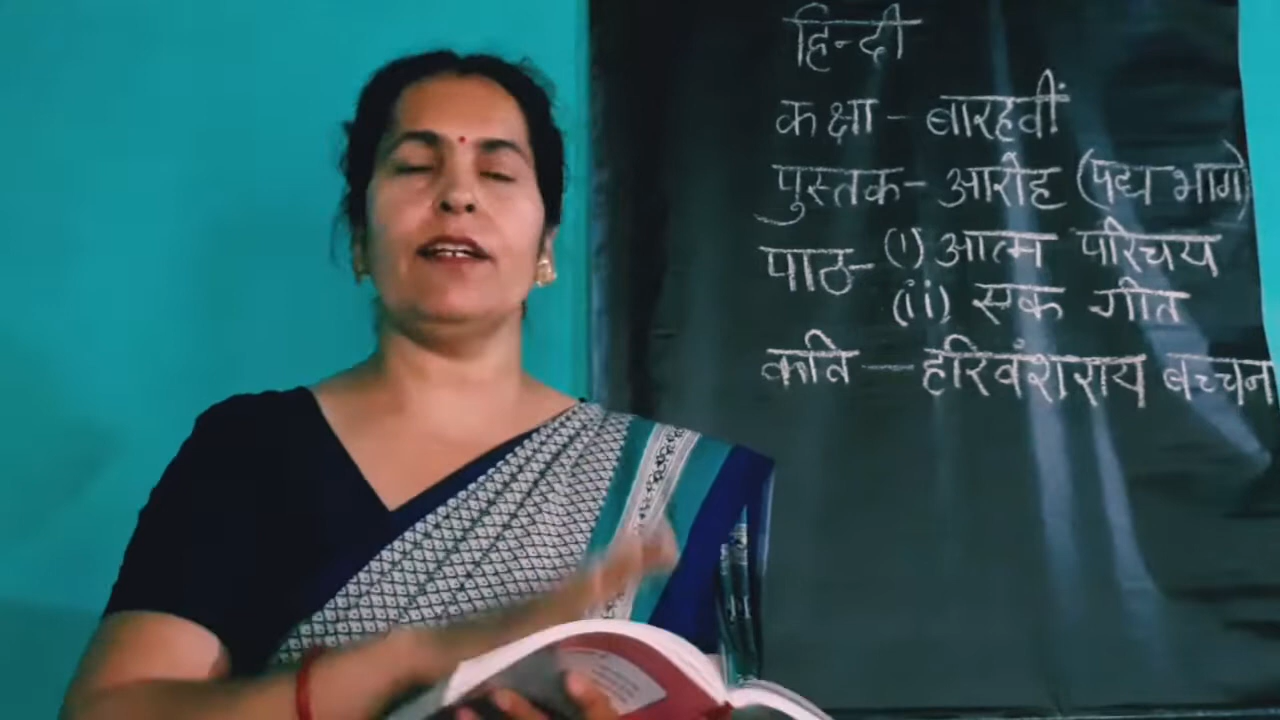 हिन्दी
कक्षा - बारहवीं
पुस्तक - आरोह (पद्य भाग)
पाठ - (i) आत्म परिचय
(ii) एक गीत
कवि - हरिवंशराय बच्चन